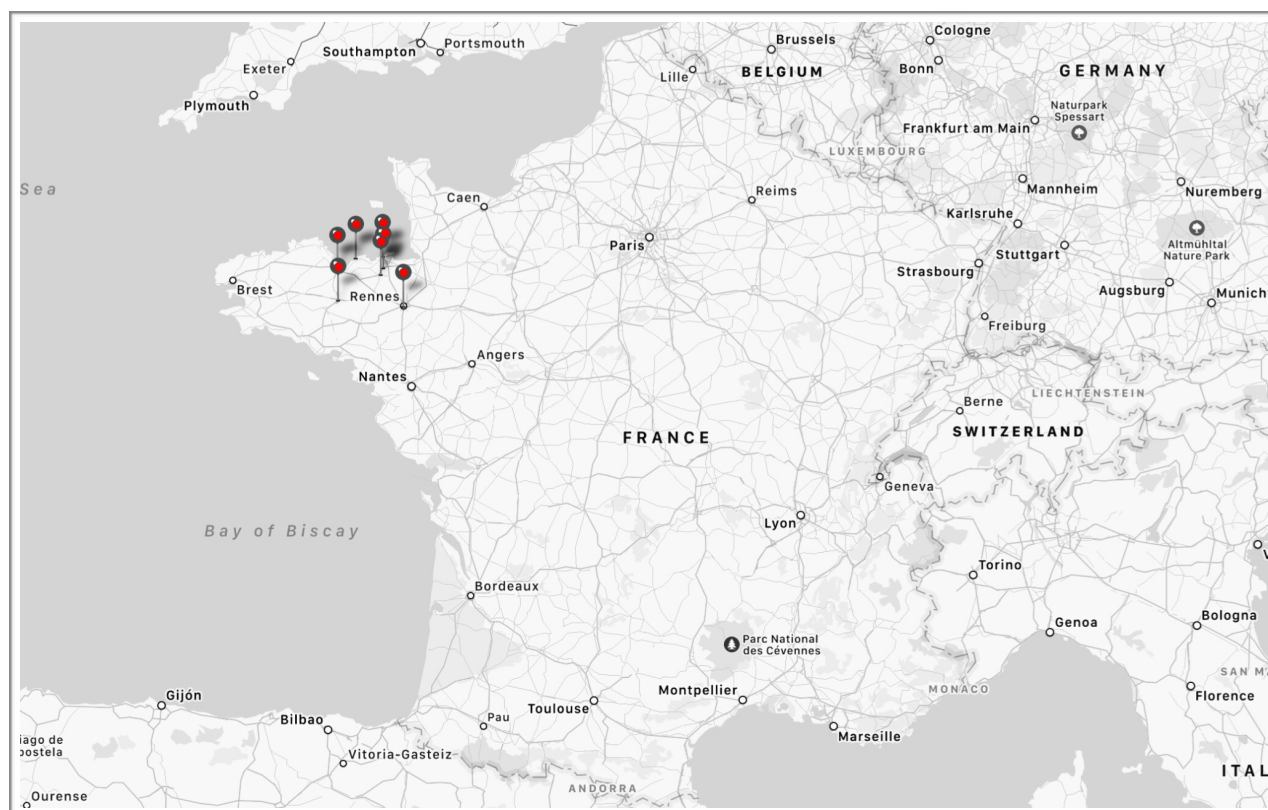 Cologne
Brussels
Southampton
Portsmouth
Exeter
Lille
BELGIUM
Bonn
GERMANY
Plymouth
Naturpark
Spessart
Frankfurt am Main
LUXEMBOURG
Sea
Reims
Mannheim
Nuremberg
Caen
Karlsruhe
Paris
Stuttgart
Altmühltal
Nature Park
Strasbourg
Brest
Rennes
Augsburg
Munich
Freiburg
Angers
Nantes
LIECHTENSTEIN
Berne
SWITZERLAND
FRANCE
Geneva
Lyon
Bay of Biscay
Torino
Bordeaux
Bologna
Genoa
Parc National
des Cévennes
SAN MA
MONACO
Gijón
Montpellier
Florence
Toulouse
Bilbao
Pau
Marseille
iago de
postela
Vitoria-Gasteiz
ITAL
ANDORRA
Ourense